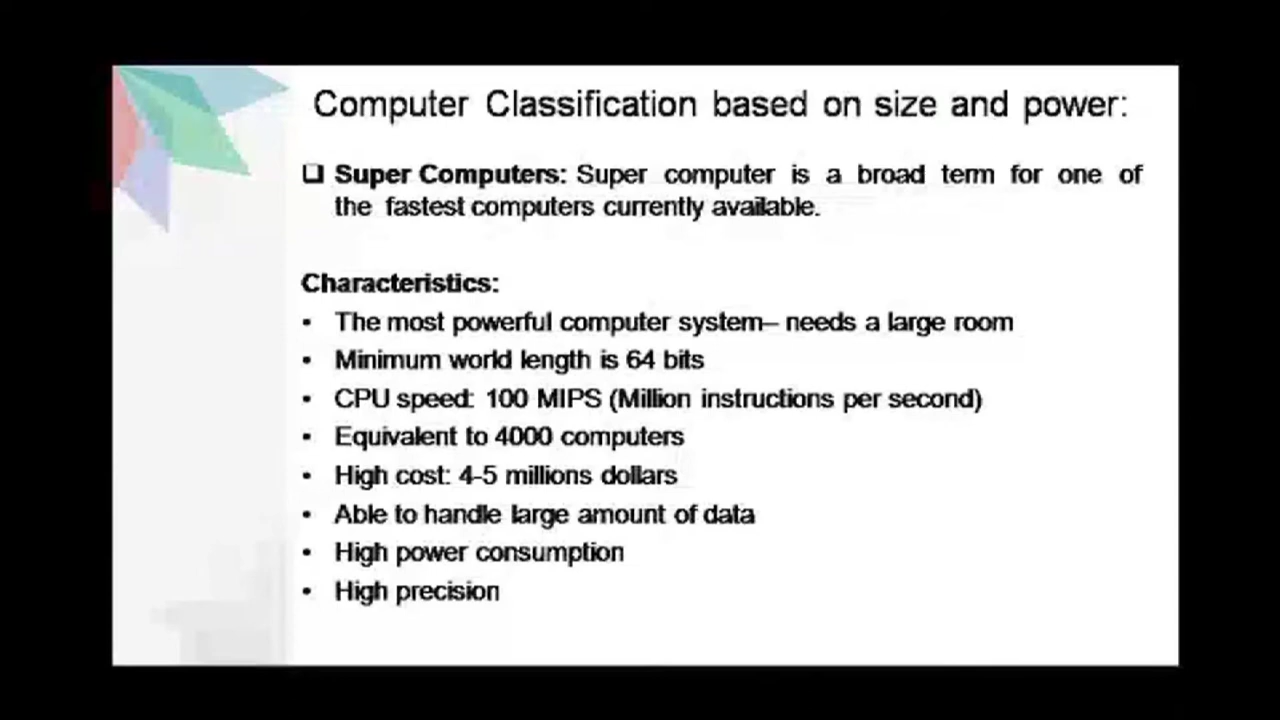 Computer Classification based on size and power:
❑ Super Computers: Super computer is a broad term for one of
the fastest computers currently available.
Characteristics:
• The most powerful computer system– needs a large room
• Minimum world length is 64 bits
• CPU speed: 100 MIPS (Million instructions per second)
• Equivalent to 4000 computers
• High cost: 4-5 millions dollars
• Able to handle large amount of data
• High power consumption
• High precision